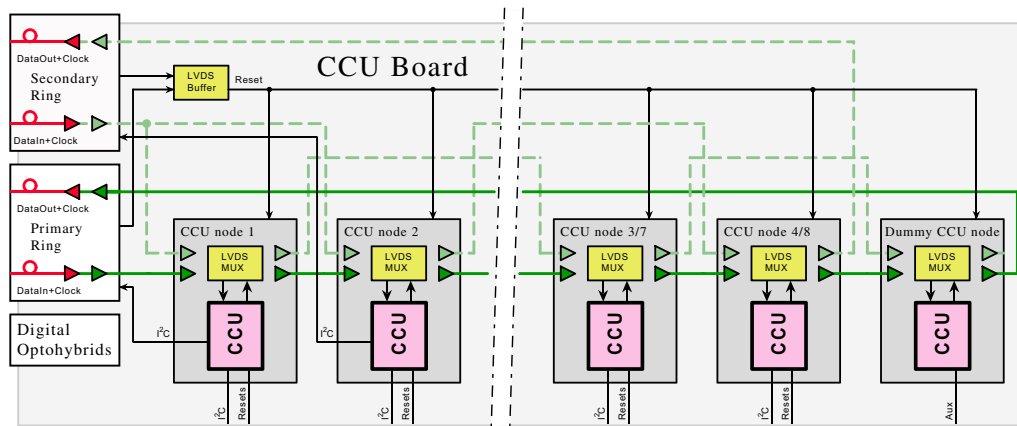 DataOut+Clock
Secondary
Ring
DataIn+Clock
LVDS
Buffer
Reset
CCU Board
DataOut+Clock
Primary
Ring
DataIn+Clock
Digital
Optohybrids
CCU node 1
LVDS
MUX
CCU
I²C
I²C
Resets
CCU node 2
LVDS
MUX
CCU
I²C
I²C
Resets
CCU node 3/7
LVDS
MUX
CCU
I²C
Resets
CCU node 4/8
LVDS
MUX
CCU
I²C
Resets
Dummy CCU node
LVDS
MUX
CCU
Aux